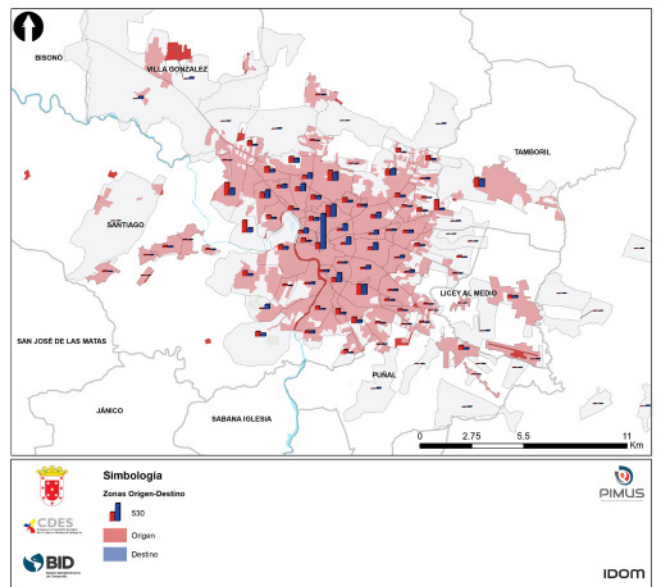 BISONÓ
VILLA GONZALEZ
TAMBORIL
SANTIAGO
LICEY AL MEDIO
SAN JOSÉ DE LAS MATAS
PUÑAL
JÁNICO
SABANA IGLESIA
0 2.75 5.5 11
Km
Simbología
Zonas Origen-Destino
530
Origen
Destino
CDES
BID
PIMUS
IDOM